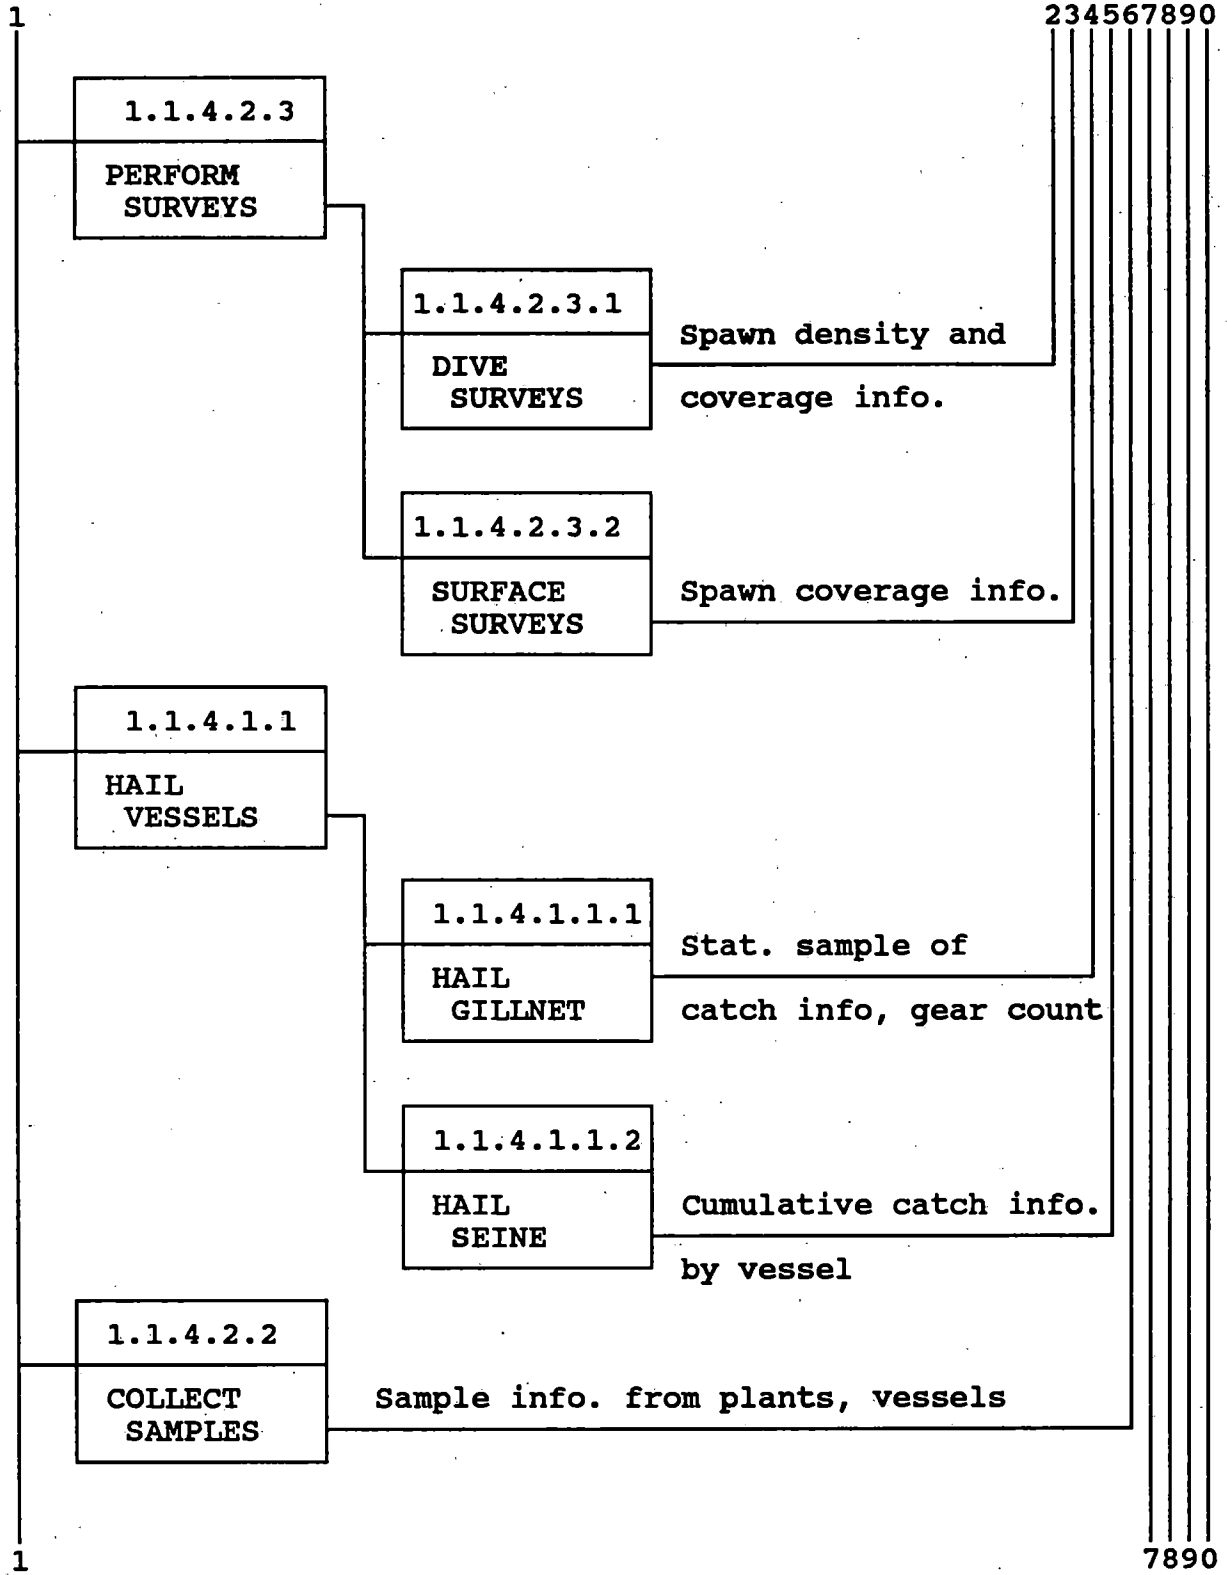 1 234567890
1.1.4.2.3
PERFORM
SURVEYS
1.1.4.2.3.1
DIVE
SURVEYS
Spawn density and
coverage info.
1.1.4.2.3.2
SURFACE
SURVEYS
Spawn coverage info.
1.1.4.1.1
HAIL
VESSELS
1.1.4.1.1.1
HAIL
GILLNET
Stat. sample of
catch info, gear count
1.1.4.1.1.2
HAIL
SEINE
Cumulative catch info.
by vessel
1.1.4.2.2
COLLECT
SAMPLES
Sample info. from plants, vessels
1 7890